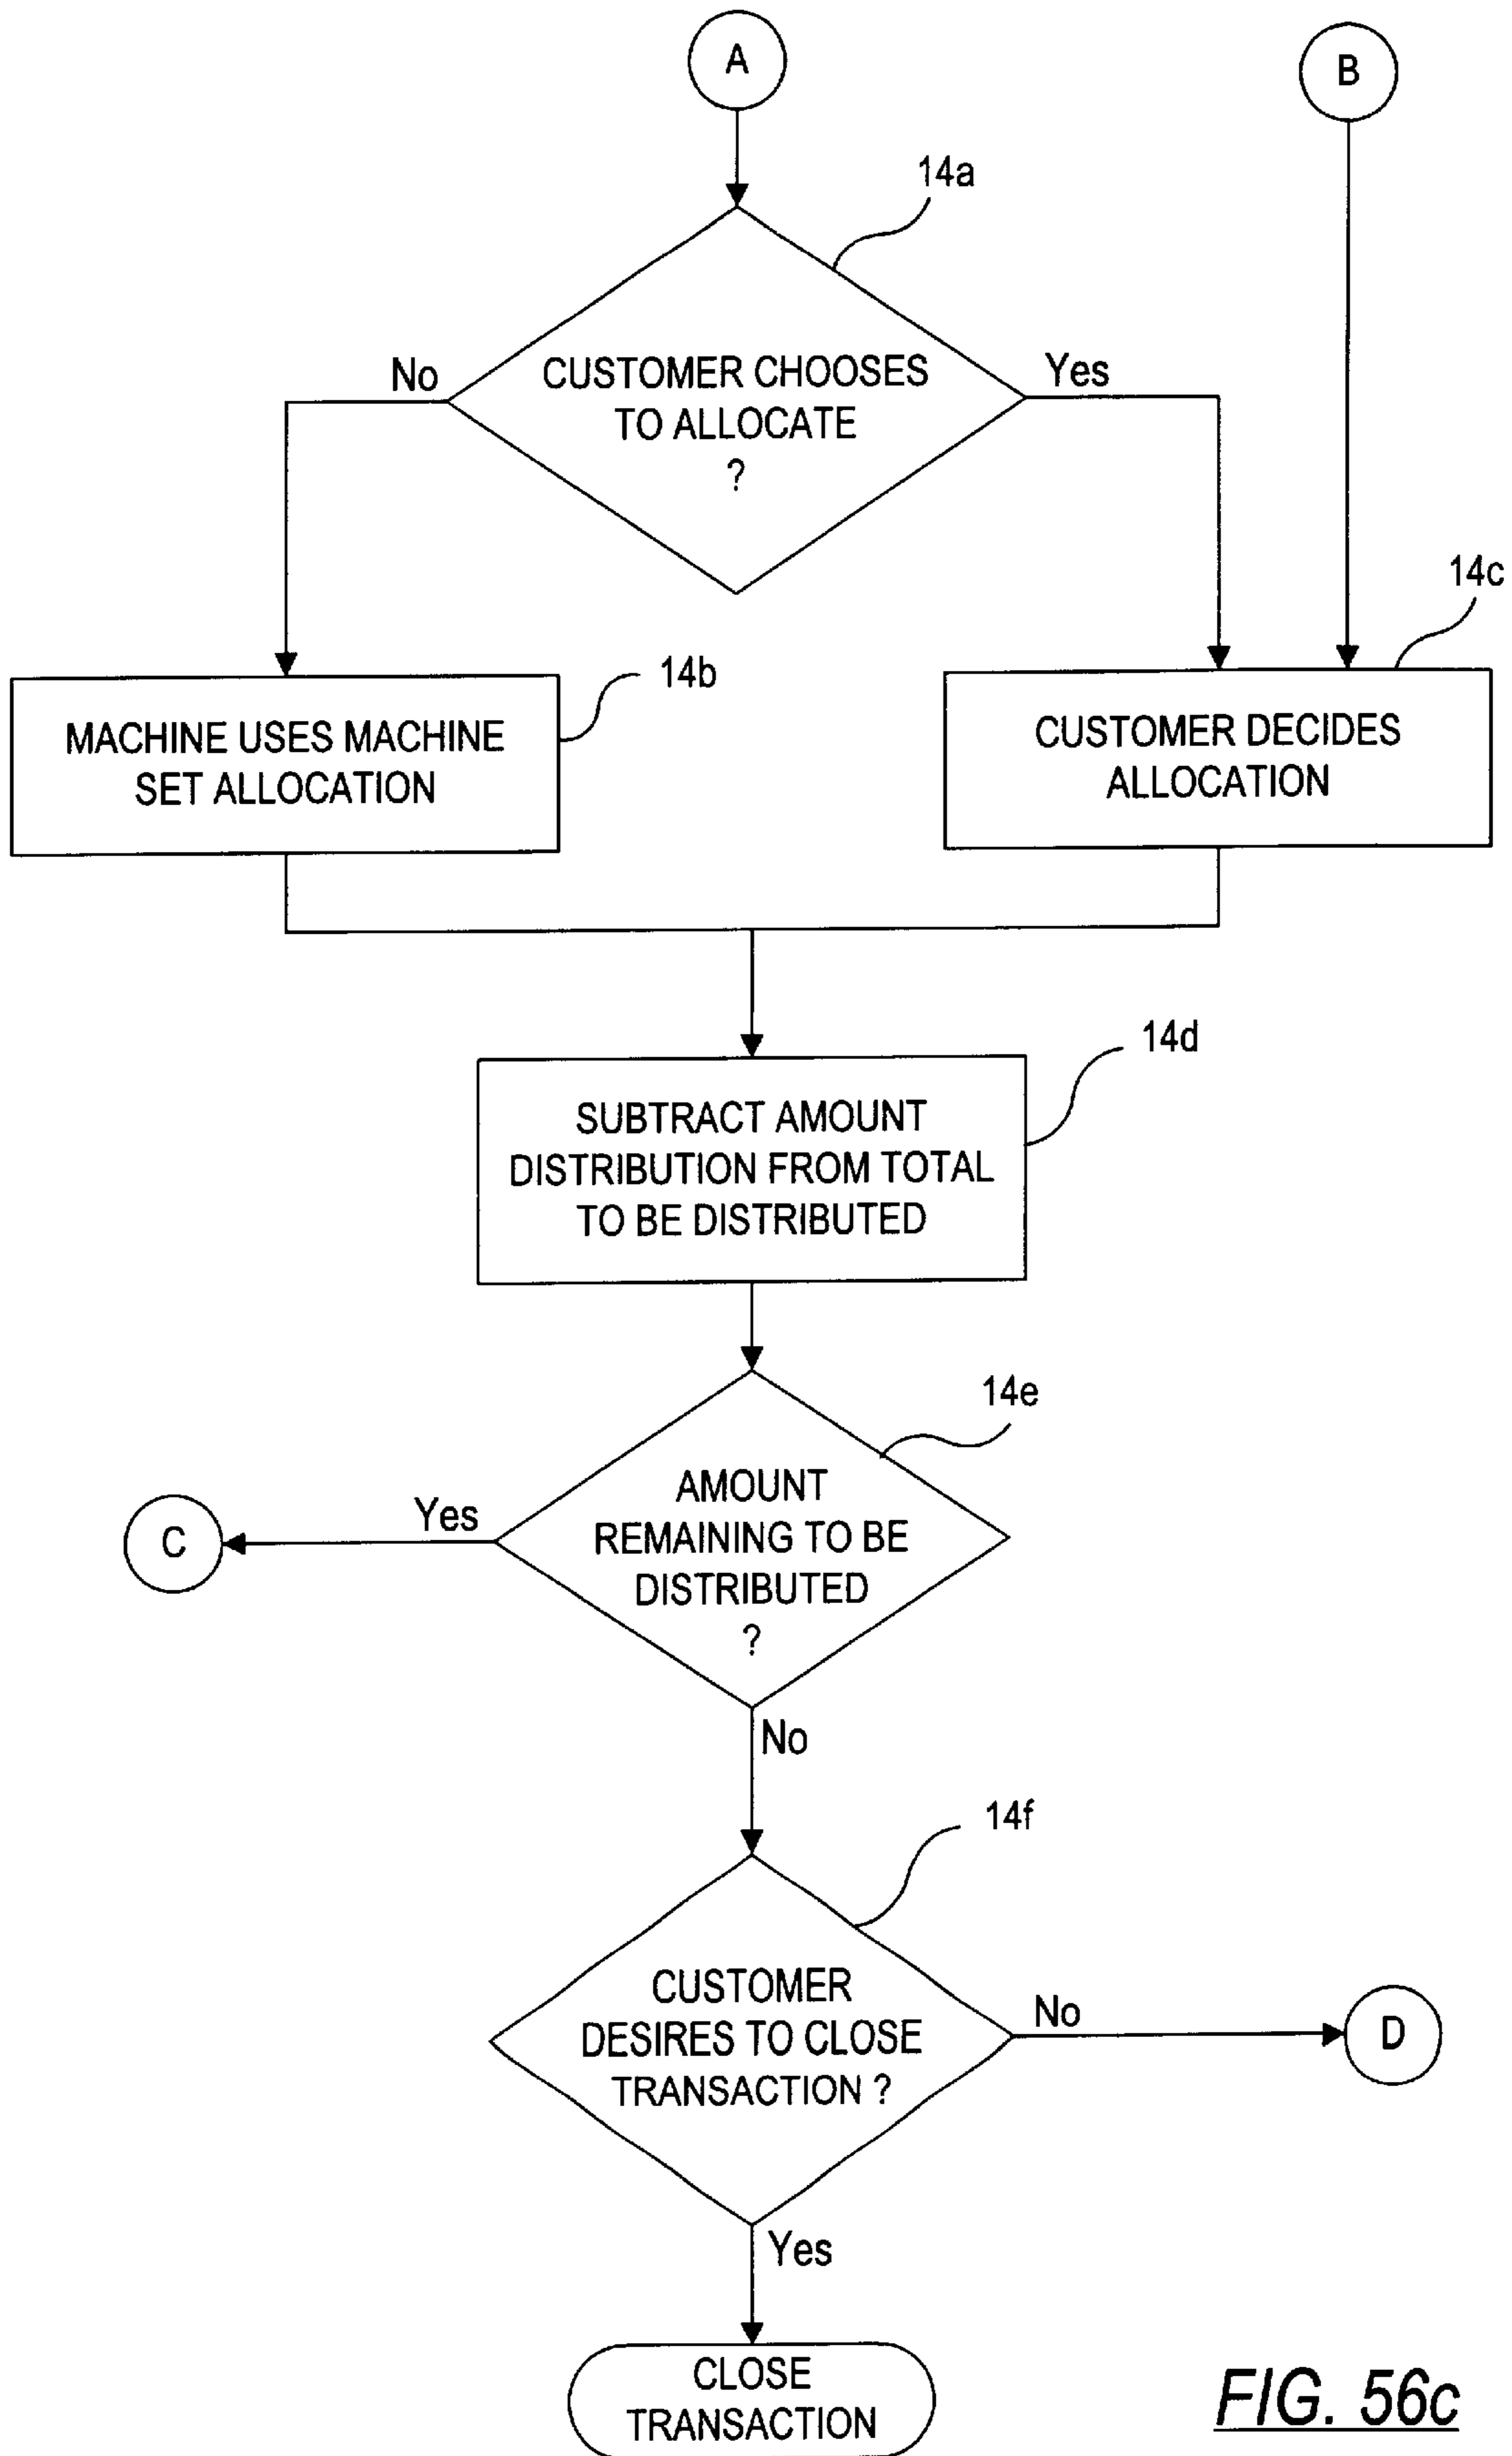 A
B
14a
No
CUSTOMER CHOOSES
TO ALLOCATE
?
Yes
14c
14b
MACHINE USES MACHINE
SET ALLOCATION
CUSTOMER DECIDES
ALLOCATION
14d
SUBTRACT AMOUNT
DISTRIBUTION FROM TOTAL
TO BE DISTRIBUTED
14e
AMOUNT
REMAINING TO BE
DISTRIBUTED
?
Yes
C
No
14f
CUSTOMER
DESIRES TO CLOSE
TRANSACTION ?
No
D
Yes
CLOSE
TRANSACTION
FIG. 56c